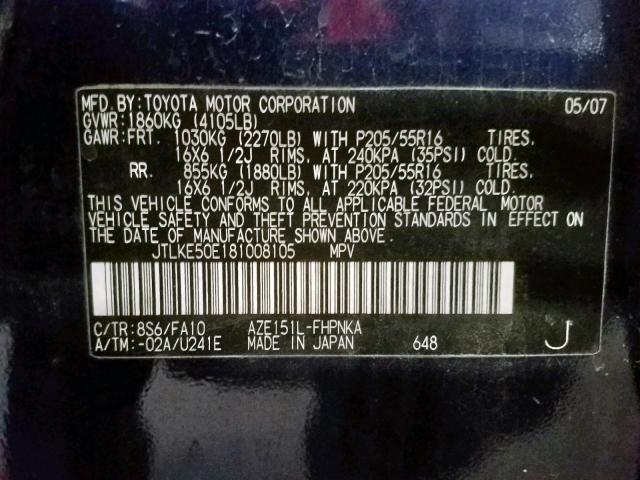 MFD.BY:TOYOTA MOTOR CORPORATION 05/07
GVWR:1860KG (4105LB)
GAWR:FRT. 1030KG (2270LB) WITH P205/55R16 TIRES,
16X6 1/2J RIMS, AT 240KPA (35PSI) COLD.
RR. 855KG (1880LB) WITH P205/55R16 TIRES,
16X6 1/2J RIMS, AT 220KPA (32PSI) COLD.
THIS VEHICLE CONFORMS TO ALL APPLICABLE FEDERAL MOTOR
VEHICLE SAFETY AND THEFT PREVENTION STANDARDS IN EFFECT ON
THE DATE OF MANUFACTURE SHOWN ABOVE.
JTLKE50E181008105 MPV
C/TR:8S6/FA10 AZE151L-FHPNKA
A/TM:-02A/U241E MADE IN JAPAN 648 J